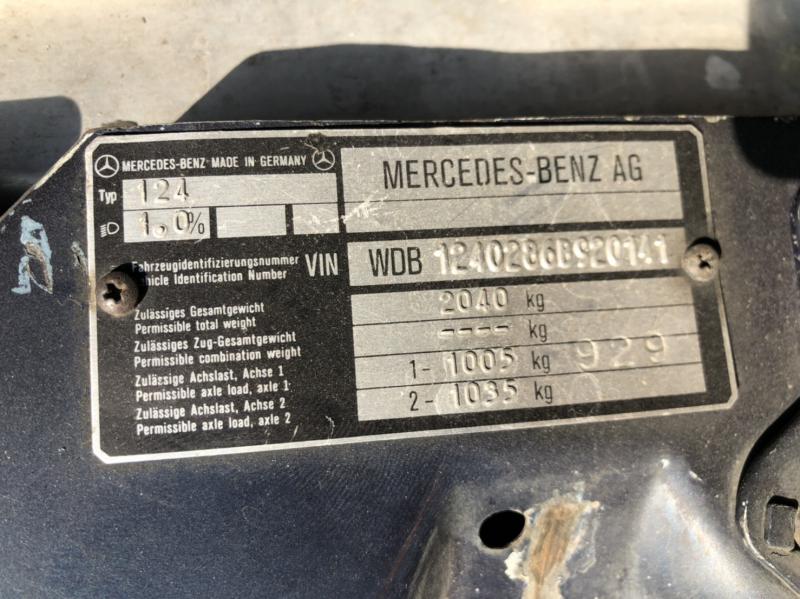 MERCEDES-BENZ MADE IN GERMANY
MERCEDES-BENZ AG
Typ 124
1.0%
Fahrzeugidentifizierungsnummer
Vehicle Identification Number
VIN WDB 1240286B920141
Zulässiges Gesamtgewicht
Permissible total weight
2040 kg
Zulässiges Zug-Gesamtgewicht
Permissible combination weight
---- kg
Zulässige Achslast, Achse 1
Permissible axle load, axle 1
1- 1005 kg 929
Zulässige Achslast, Achse 2
Permissible axle load, axle 2
2- 1035 kg